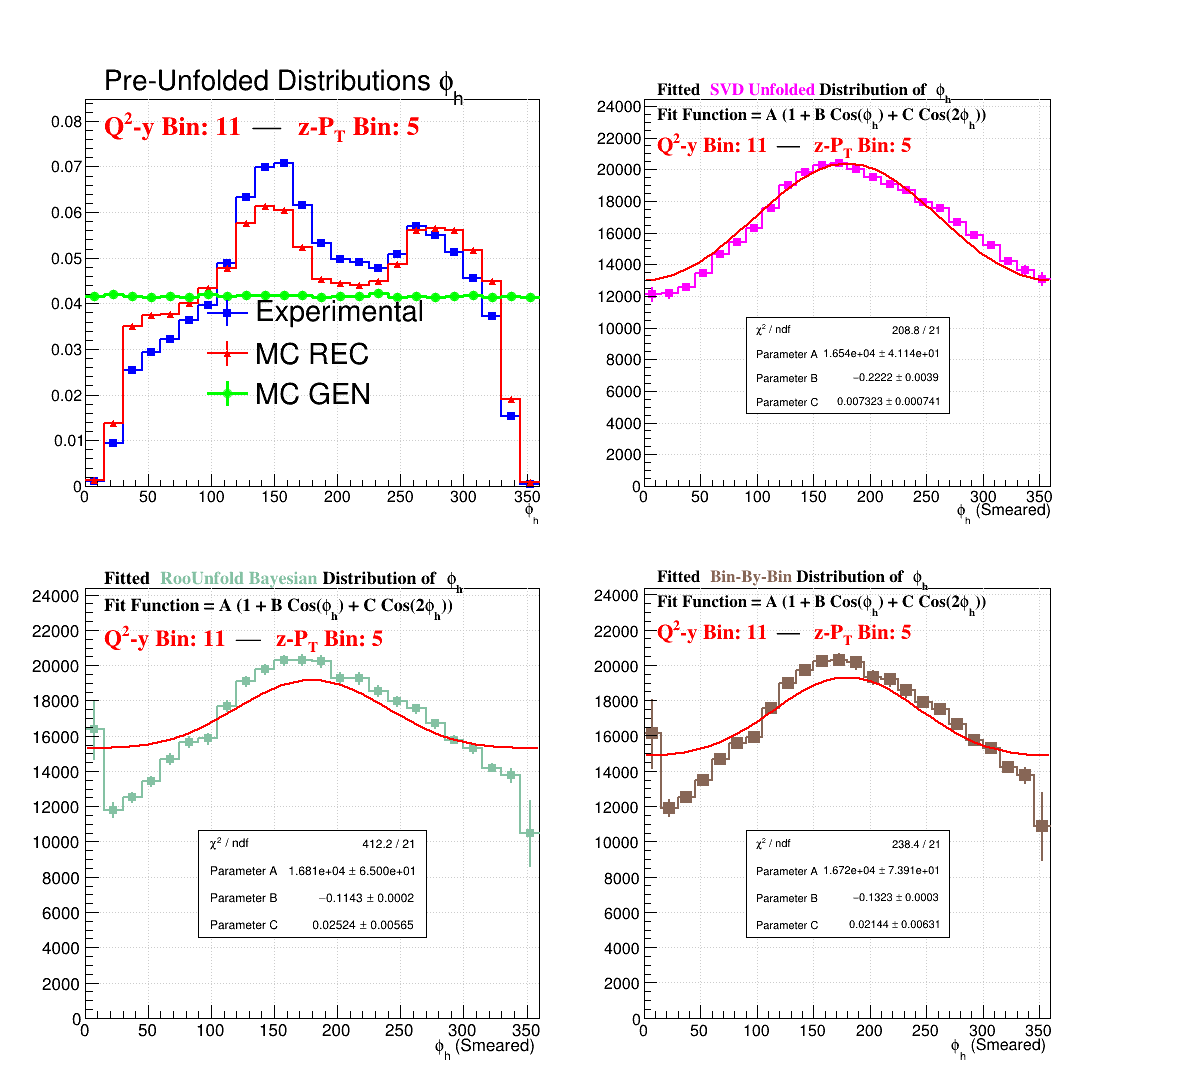 Pre-Unfolded Distributions ϕh
Q²-y Bin: 11 — z-PT Bin: 5
0.08
0.07
0.06
0.05
0.04
0.03
0.02
0.01
0
Experimental
MC REC
MC GEN
0 50 100 150 200 250 300 350
ϕh
Fitted SVD Unfolded Distribution of ϕh
Fit Function = A (1 + B Cos(ϕh) + C Cos(2ϕh))
Q²-y Bin: 11 — z-PT Bin: 5
24000
22000
20000
18000
16000
14000
12000
10000
8000
6000
4000
2000
0
χ² / ndf 208.8 / 21
Parameter A 1.654e+04 ± 4.114e+01
Parameter B −0.2222 ± 0.0039
Parameter C 0.007323 ± 0.000741
0 50 100 150 200 250 300 350
ϕh (Smeared)
Fitted RooUnfold Bayesian Distribution of ϕh
Fit Function = A (1 + B Cos(ϕh) + C Cos(2ϕh))
Q²-y Bin: 11 — z-PT Bin: 5
24000
22000
20000
18000
16000
14000
12000
10000
8000
6000
4000
2000
0
χ² / ndf 412.2 / 21
Parameter A 1.681e+04 ± 6.500e+01
Parameter B −0.1143 ± 0.0002
Parameter C 0.02524 ± 0.00565
0 50 100 150 200 250 300 350
ϕh (Smeared)
Fitted Bin-By-Bin Distribution of ϕh
Fit Function = A (1 + B Cos(ϕh) + C Cos(2ϕh))
Q²-y Bin: 11 — z-PT Bin: 5
24000
22000
20000
18000
16000
14000
12000
10000
8000
6000
4000
2000
0
χ² / ndf 238.4 / 21
Parameter A 1.672e+04 ± 7.391e+01
Parameter B −0.1323 ± 0.0003
Parameter C 0.02144 ± 0.00631
0 50 100 150 200 250 300 350
ϕh (Smeared)